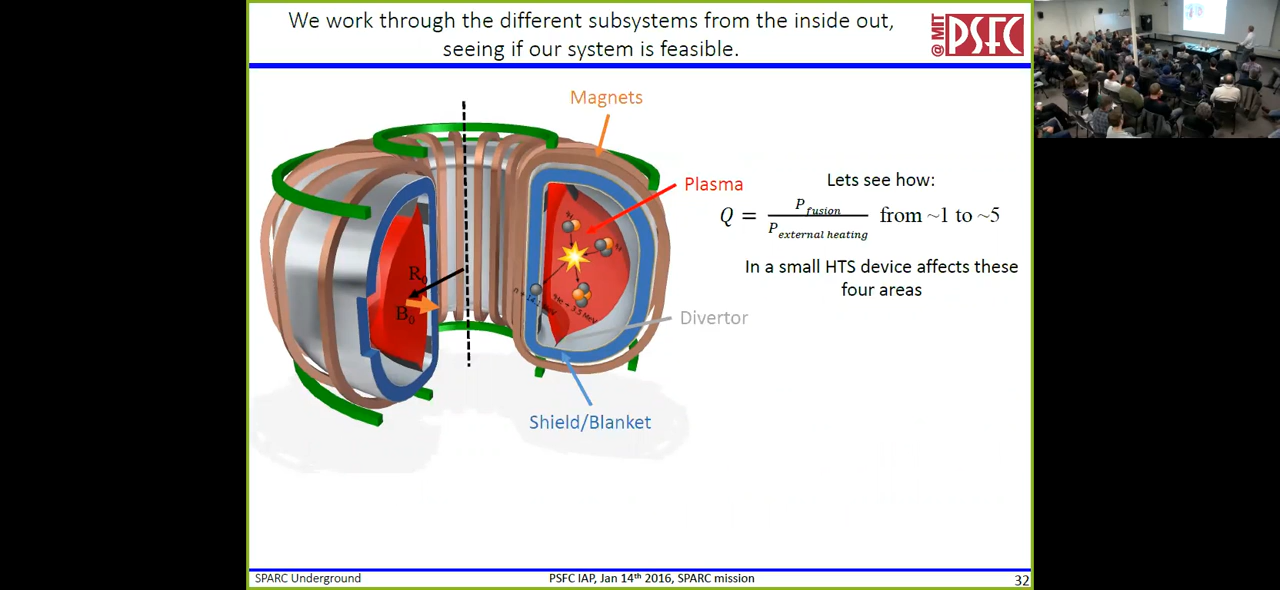 We work through the different subsystems from the inside out,
seeing if our system is feasible.
@MIT
PSFC
Magnets
Plasma
R₀
B₀
Divertor
Shield/Blanket
Lets see how:
Q = P_fusion / P_external heating from ~1 to ~5
In a small HTS device affects these
four areas
SPARC Underground
PSFC IAP, Jan 14th 2016, SPARC mission
32